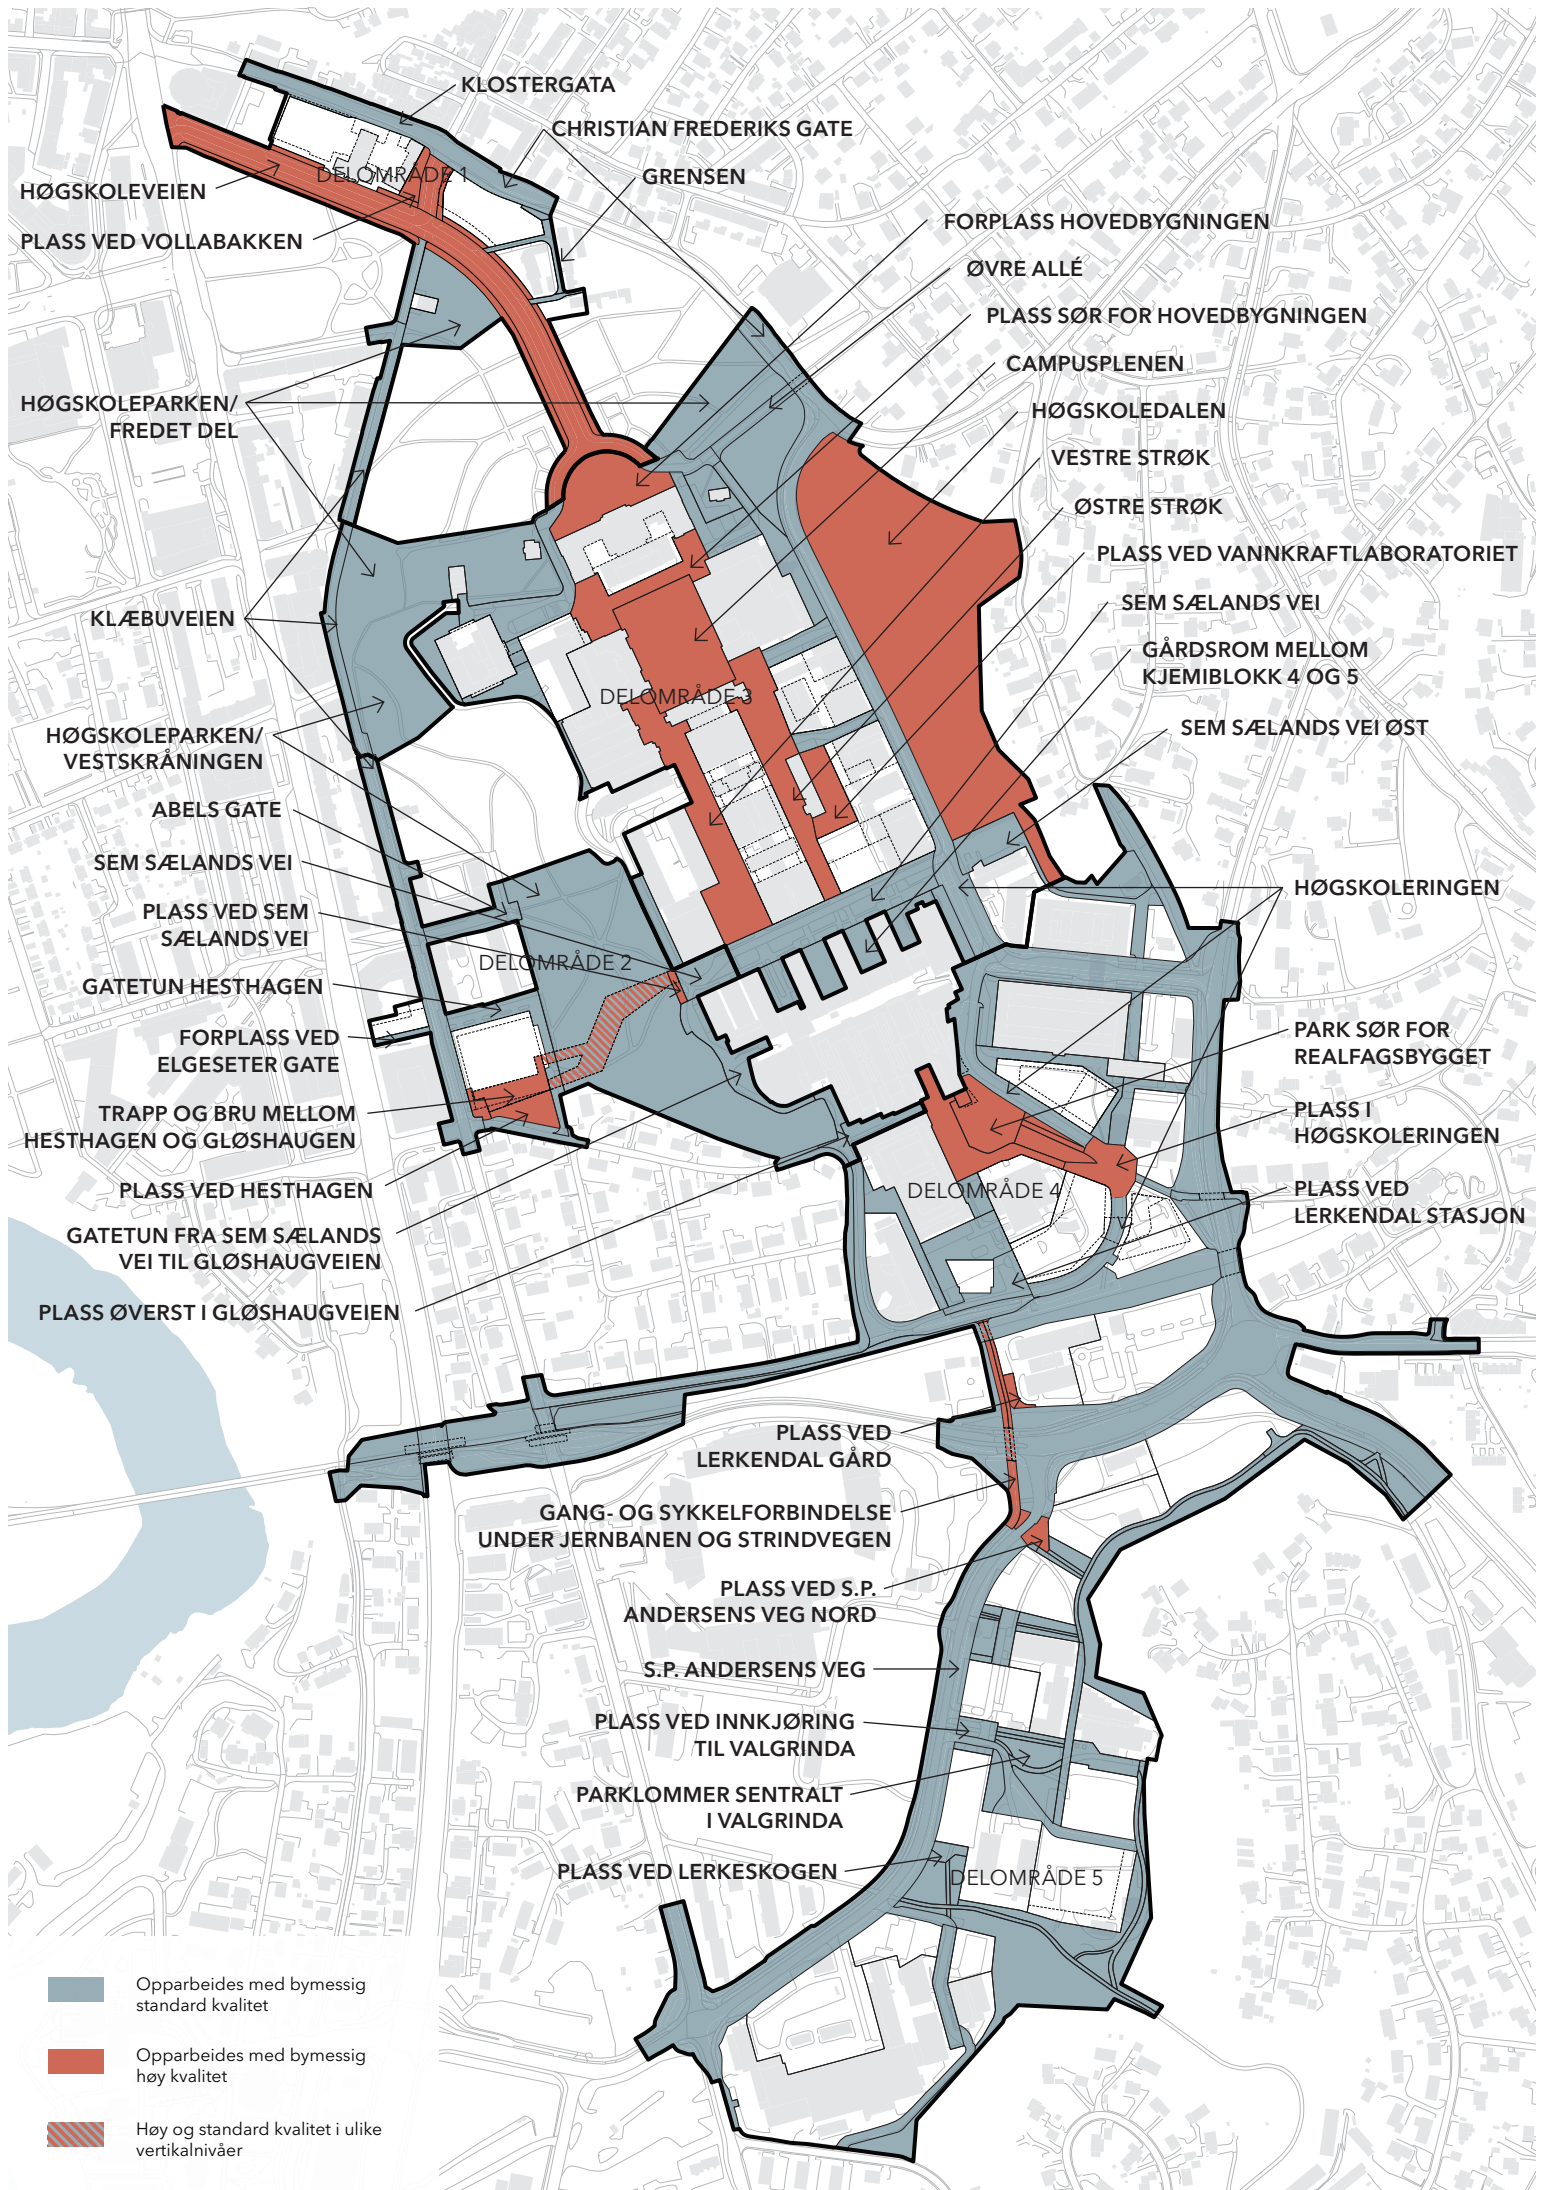 KLOSTERGATA
CHRISTIAN FREDERIKS GATE
GRENSEN
DELOMRÅDE 1
HØGSKOLEVEIEN
PLASS VED VOLLABAKKEN
FORPLASS HOVEDBYGNINGEN
ØVRE ALLÉ
PLASS SØR FOR HOVEDBYGNINGEN
CAMPUSPLENEN
HØGSKOLEDALEN
VESTRE STRØK
ØSTRE STRØK
PLASS VED VANNKRAFTLABORATORIET
SEM SÆLANDS VEI
GÅRDSROM MELLOM
KJEMIBLOKK 4 OG 5
SEM SÆLANDS VEI ØST
HØGSKOLEPARKEN/
FREDET DEL
KLÆBUVEIEN
DELOMRÅDE 3
HØGSKOLEPARKEN/
VESTSKRÅNINGEN
ABELS GATE
SEM SÆLANDS VEI
PLASS VED SEM
SÆLANDS VEI
DELOMRÅDE 2
GATETUN HESTHAGEN
FORPLASS VED
ELGESETER GATE
TRAPP OG BRU MELLOM
HESTHAGEN OG GLØSHAUGEN
PLASS VED HESTHAGEN
GATETUN FRA SEM SÆLANDS
VEI TIL GLØSHAUGVEIEN
PLASS ØVERST I GLØSHAUGVEIEN
HØGSKOLERINGEN
PARK SØR FOR
REALFAGSBYGGET
PLASS I
HØGSKOLERINGEN
DELOMRÅDE 4
PLASS VED
LERKENDAL STASJON
PLASS VED
LERKENDAL GÅRD
GANG- OG SYKKELFORBINDELSE
UNDER JERNBANEN OG STRINDVEGEN
PLASS VED S.P.
ANDERSENS VEG NORD
S.P. ANDERSENS VEG
PLASS VED INNKJØRING
TIL VALGRINDA
PARKLOMMER SENTRALT
I VALGRINDA
PLASS VED LERKESKOGEN
DELOMRÅDE 5
Opparbeides med bymessig
standard kvalitet
Opparbeides med bymessig
høy kvalitet
Høy og standard kvalitet i ulike
vertikalnivåer